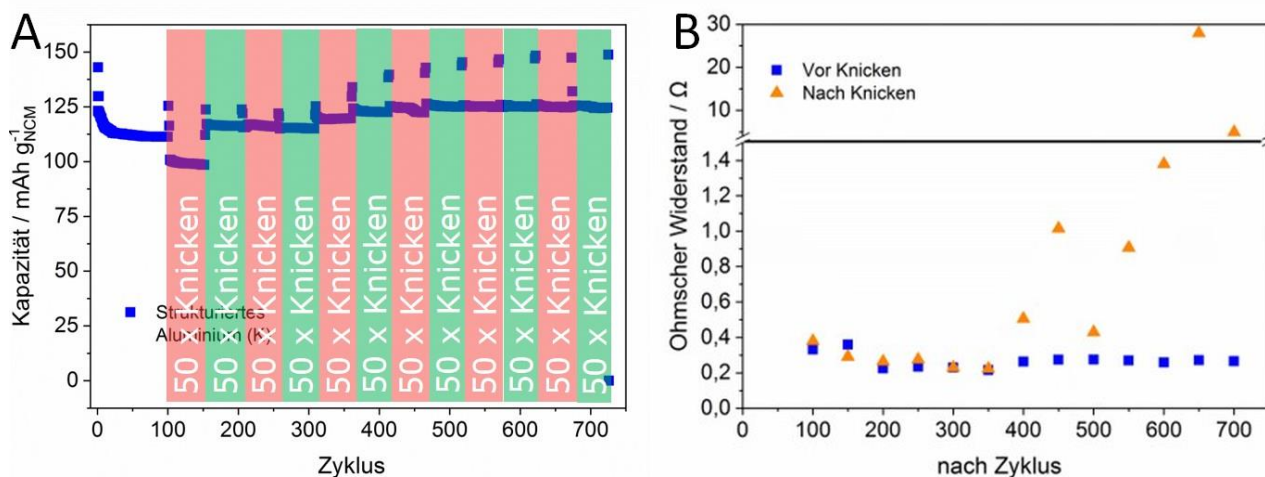 A
Kapazität / mAh g⁻¹NCM
150
125
100
75
50
25
0
0
100
200
300
400
500
600
700
Zyklus
Strukturiertes
Aluminium (K)
50 x Knicken
50 x Knicken
50 x Knicken
50 x Knicken
50 x Knicken
50 x Knicken
50 x Knicken
50 x Knicken
50 x Knicken
50 x Knicken
50 x Knicken
50 x Knicken
B
Ohmscher Widerstand / Ω
30
20
10
1,4
1,2
1,0
0,8
0,6
0,4
0,2
0,0
Vor Knicken
Nach Knicken
0
100
200
300
400
500
600
700
nach Zyklus